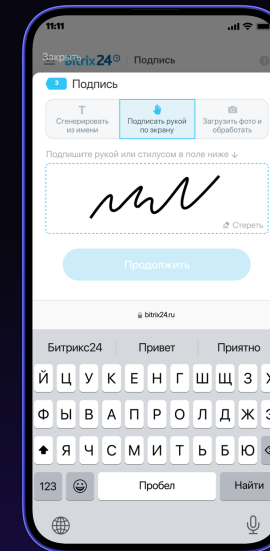 11:11
Закрыть
Битрикс24 Подпись
3 Подпись
Сгенерировать из имени
Подписать рукой по экрану
Загрузить фото и обработать
Подпишите рукой или стилусом в поле ниже ↓
Стереть
Продолжить
bitrix24.ru
Битрикс24 Привет Приятно
Й Ц У К Е Н Г Ш Щ З Х
Ф Ы В А П Р О Л Д Ж Э
Я Ч С М И Т Ь Б Ю
123 Пробел Найти